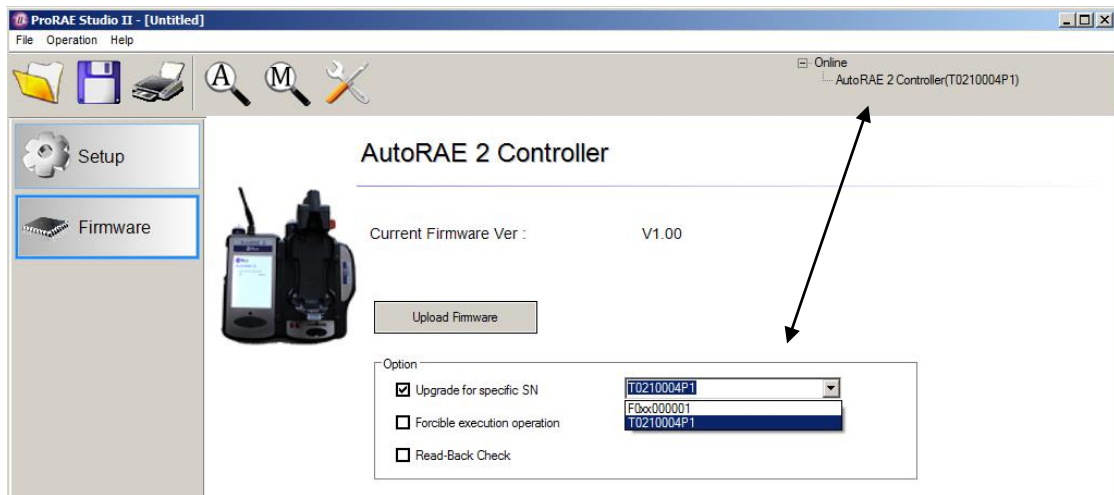 ProRAE Studio II - [Untitled]
File Operation Help
A M
Online
AutoRAE 2 Controller(T0210004P1)
Setup
Firmware
AutoRAE 2 Controller
Current Firmware Ver : V1.00
Upload Firmware
Option
Upgrade for specific SN T0210004P1
F0xx000001
T0210004P1
Forcible execution operation
Read-Back Check